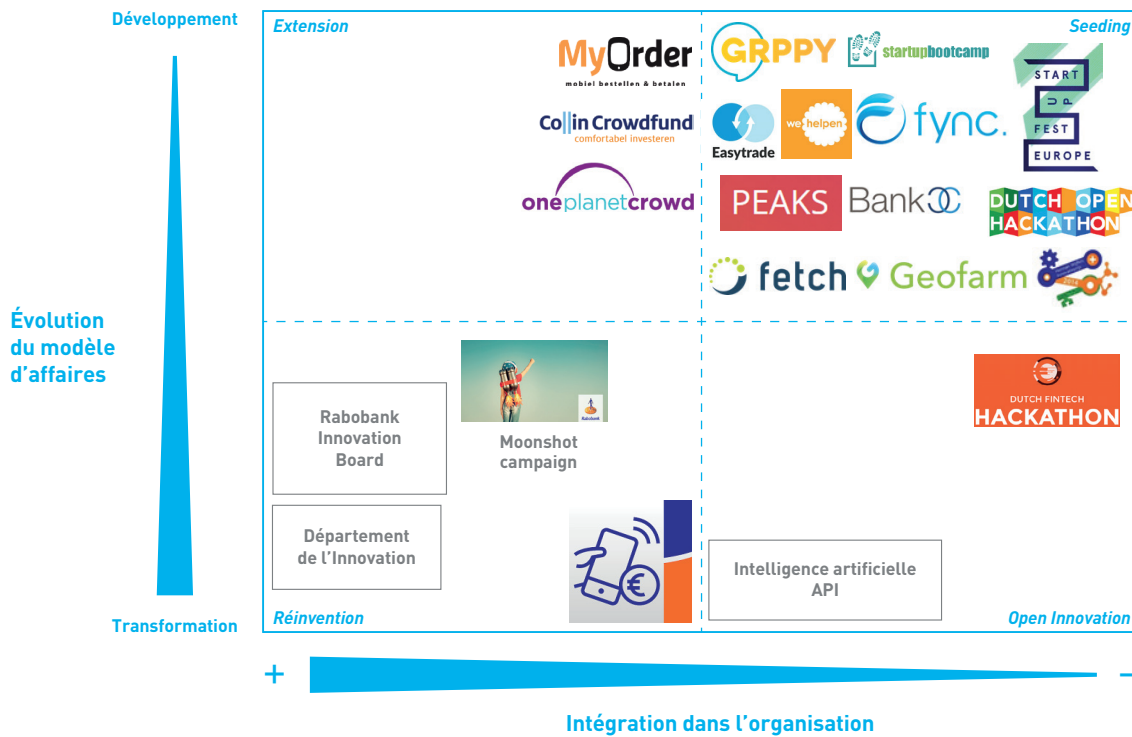 Développement
Extension
Seeding
MyOrder
mobiel bestellen & betalen
GRPPY
startupbootcamp
START
UP
FEST
EUROPE
Collin Crowdfund
comfortabel investeren
Easytrade
we helpen
fync.
oneplanetcrowd
PEAKS
Bank
DUTCH OPEN
HACKATHON
fetch
Geofarm
Évolution
du modèle
d'affaires
Rabobank
Innovation
Board
Moonshot
campaign
Rabobank
DUTCH FINTECH
HACKATHON
Département
de l'Innovation
€
Intelligence artificielle
API
Transformation
Réinvention
Open Innovation
+
–
Intégration dans l'organisation